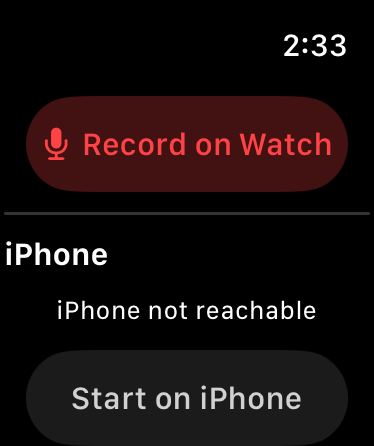 2:33
Record on Watch
iPhone
iPhone not reachable
Start on iPhone